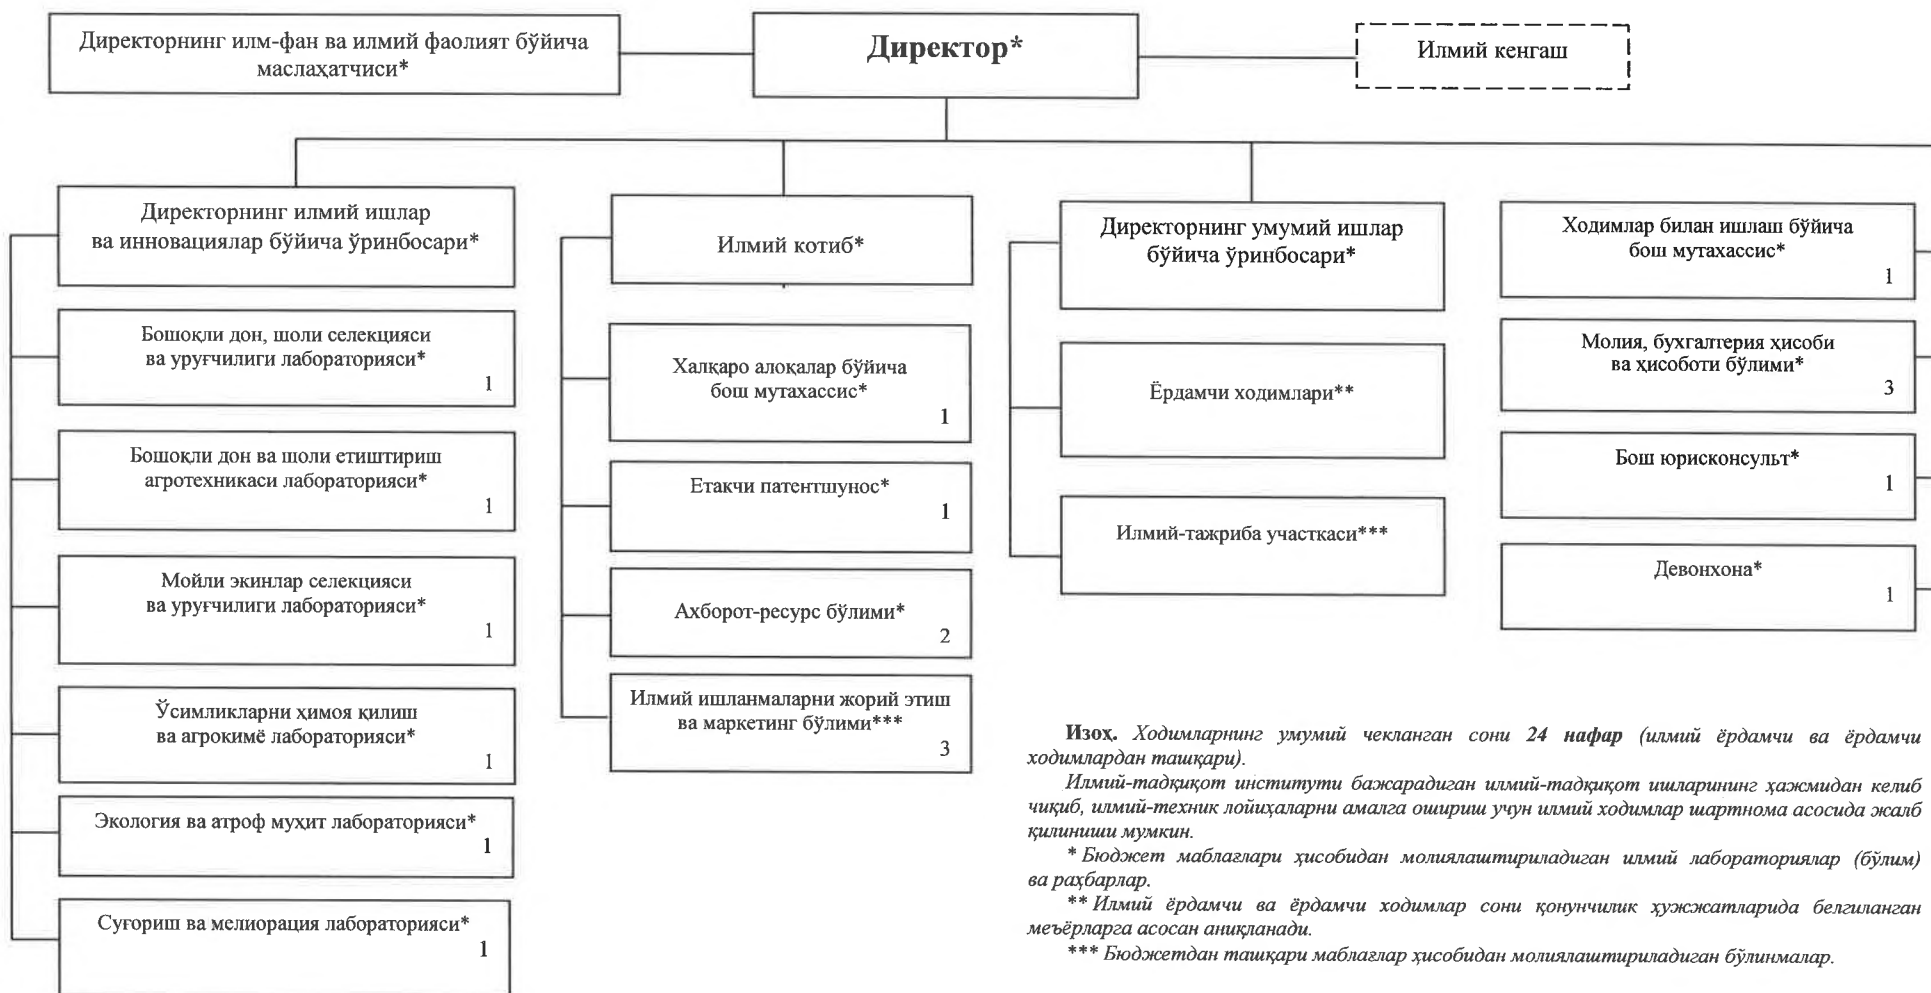 Директорнинг илм-фан ва илмий фаолият бўйича
маслаҳатчиси*
Директор*
Илмий кенгаш
Директорнинг илмий ишлар
ва инновациялар бўйича ўринбосари*
Бошоқли дон, шоли селекцияси
ва уруғчилиги лабораторияси*
1
Бошоқли дон ва шоли етиштириш
агротехникаси лабораторияси*
1
Мойли экинлар селекцияси
ва уруғчилиги лабораторияси*
1
Ўсимликларни ҳимоя қилиш
ва агрокимё лабораторияси*
1
Экология ва атроф муҳит лабораторияси*
1
Суғориш ва мелиорация лабораторияси*
1
Илмий котиб*
Халқаро алоқалар бўйича
бош мутахассис*
1
Етакчи патентшунос*
1
Ахборот-ресурс бўлими*
2
Илмий ишланмаларни жорий этиш
ва маркетинг бўлими***
3
Директорнинг умумий ишлар
бўйича ўринбосари*
Ёрдамчи ходимлари**
Илмий-тажриба участкаси***
Ходимлар билан ишлаш бўйича
бош мутахассис*
1
Молия, бухгалтерия ҳисоби
ва ҳисоботи бўлими*
3
Бош юрисконсульт*
1
Девонхона*
1
Изоҳ. Ходимларнинг умумий чекланган сони 24 нафар (илмий ёрдамчи ва ёрдамчи
ходимлардан ташқари).
Илмий-тадқиқот институти бажарадиган илмий-тадқиқот ишларининг ҳажмидан келиб
чиқиб, илмий-техник лойиҳаларни амалга ошириш учун илмий ходимлар шартнома асосида жалб
қилиниши мумкин.
* Бюджет маблағлари ҳисобидан молиялаштириладиган илмий лабораториялар (бўлим)
ва раҳбарлар.
** Илмий ёрдамчи ва ёрдамчи ходимлар сони қонунчилик ҳужжатларида белгиланган
меъёрларга асосан аниқланади.
*** Бюджетдан ташқари маблағлар ҳисобидан молиялаштириладиган бўлинмалар.